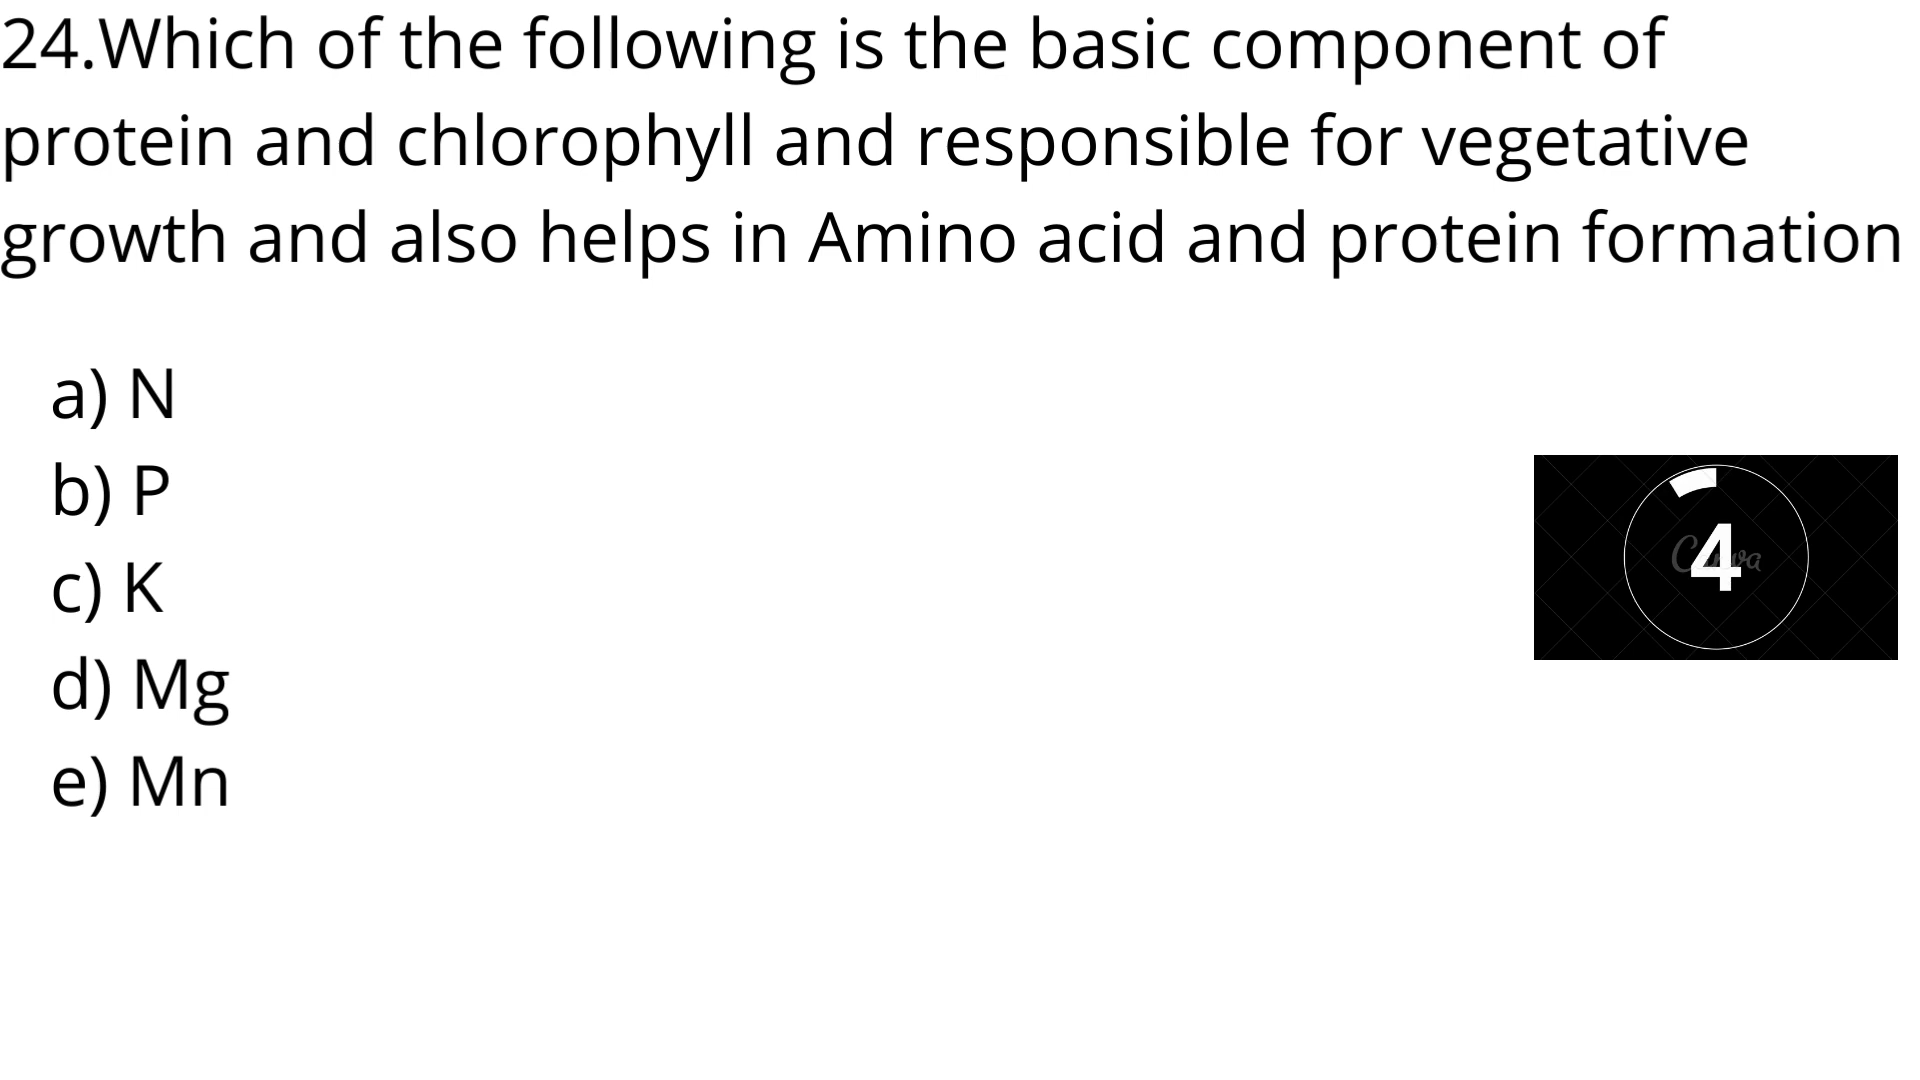 24.Which of the following is the basic component of
protein and chlorophyll and responsible for vegetative
growth and also helps in Amino acid and protein formation
a) N
b) P
c) K
d) Mg
e) Mn
4
Canva